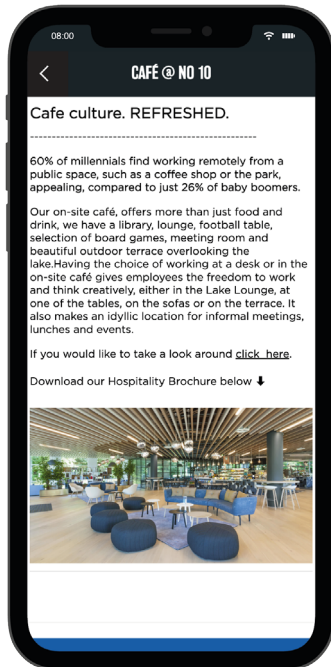 08:00
CAFÉ @ NO 10
Cafe culture. REFRESHED.
----------------------------------------------------
60% of millennials find working remotely from a
public space, such as a coffee shop or the park,
appealing, compared to just 26% of baby boomers.
Our on-site café, offers more than just food and
drink, we have a library, lounge, football table,
selection of board games, meeting room and
beautiful outdoor terrace overlooking the
lake.Having the choice of working at a desk or in the
on-site café gives employees the freedom to work
and think creatively, either in the Lake Lounge, at
one of the tables, on the sofas or on the terrace. It
also makes an idyllic location for informal meetings,
lunches and events.
If you would like to take a look around click here.
Download our Hospitality Brochure below ⬇